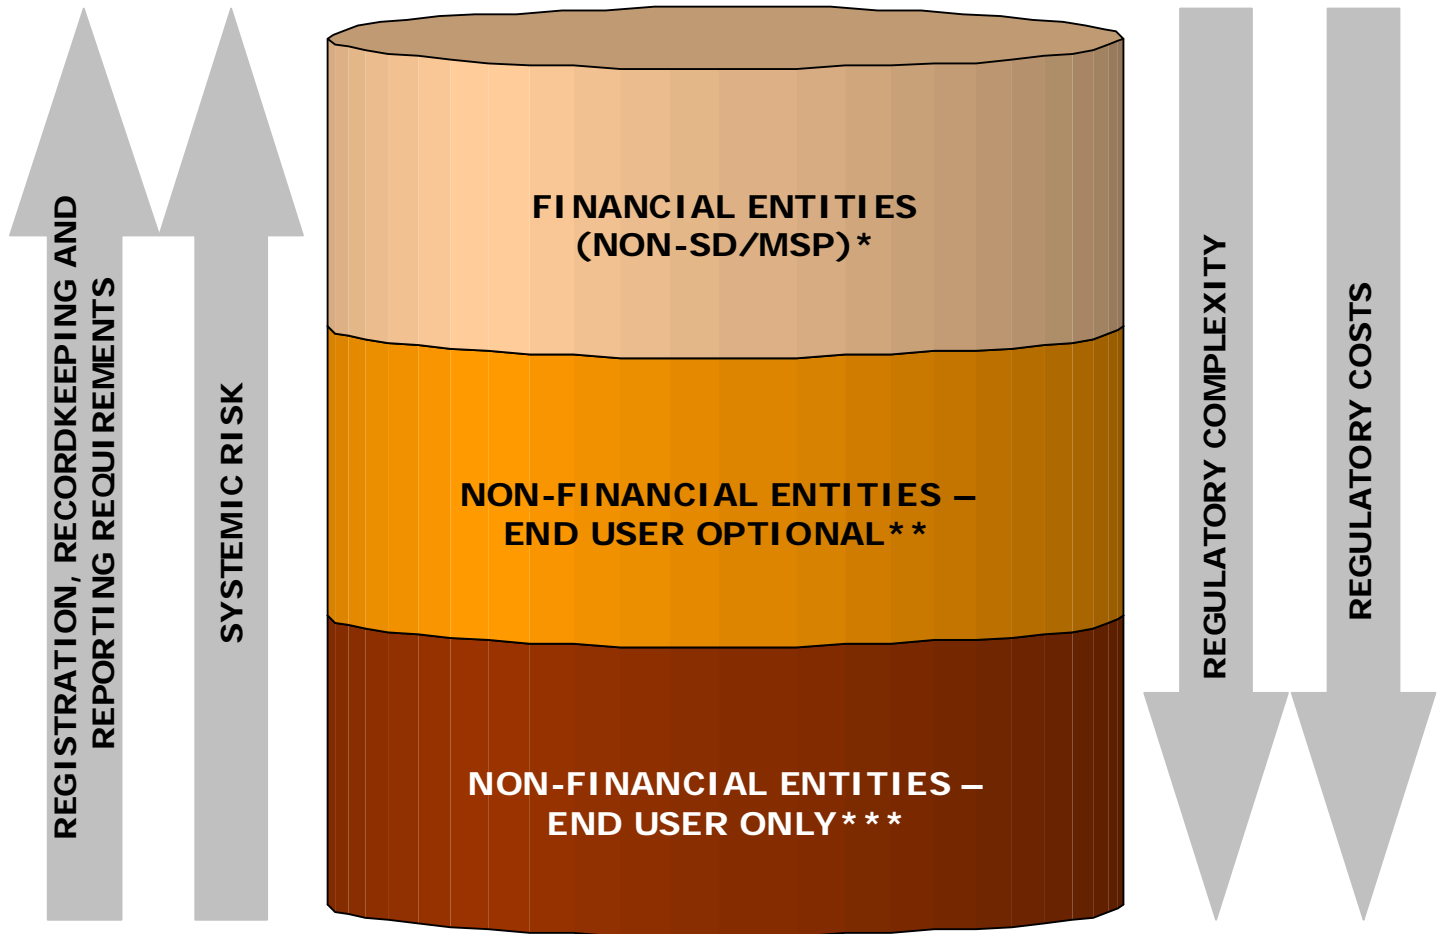 REGISTRATION, RECORDKEEPING AND
REPORTING REQUIREMENTS
SYSTEMIC RISK
FINANCIAL ENTITIES
(NON-SD/MSP)*
NON-FINANCIAL ENTITIES –
END USER OPTIONAL**
NON-FINANCIAL ENTITIES –
END USER ONLY***
REGULATORY COMPLEXITY
REGULATORY COSTS